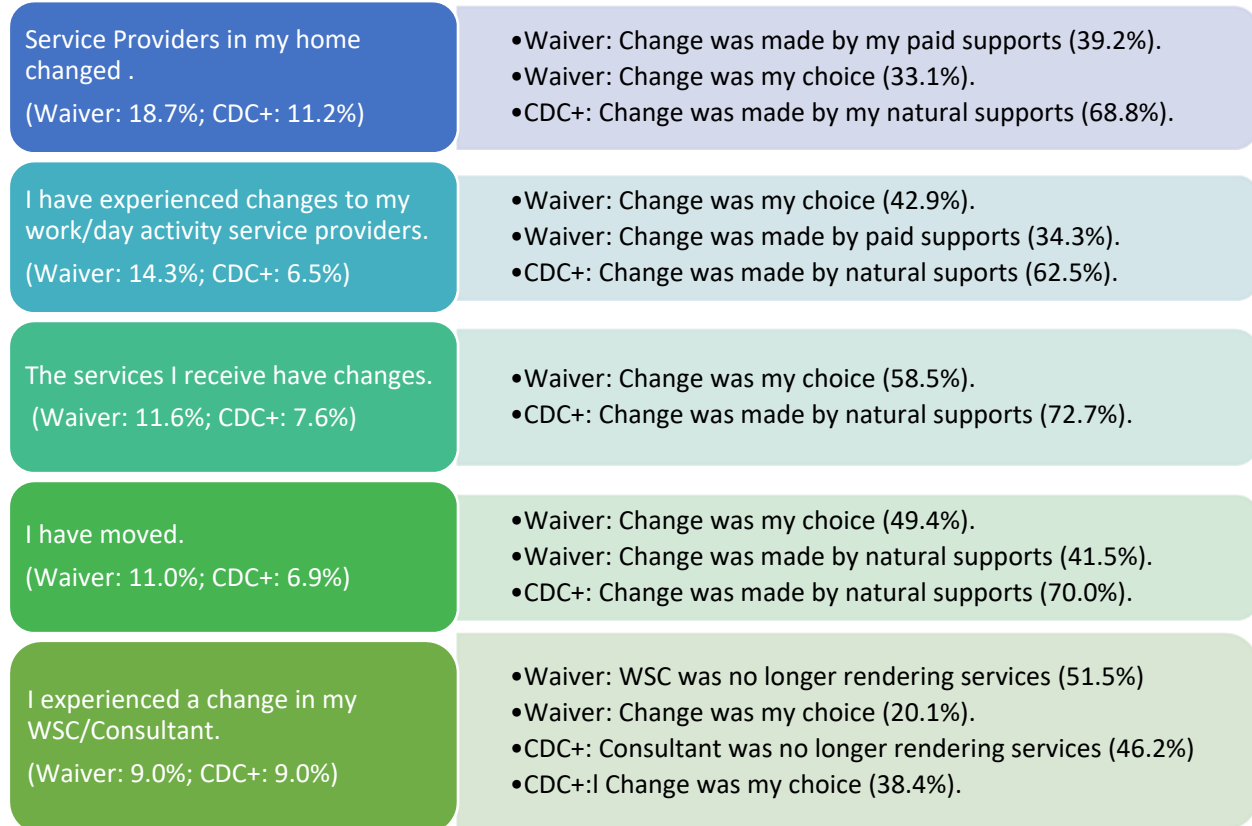 Service Providers in my home
changed .
(Waiver: 18.7%; CDC+: 11.2%)
•Waiver: Change was made by my paid supports (39.2%).
•Waiver: Change was my choice (33.1%).
•CDC+: Change was made by my natural supports (68.8%).
I have experienced changes to my
work/day activity service providers.
(Waiver: 14.3%; CDC+: 6.5%)
•Waiver: Change was my choice (42.9%).
•Waiver: Change was made by paid supports (34.3%).
•CDC+: Change was made by natural suports (62.5%).
The services I receive have changes.
(Waiver: 11.6%; CDC+: 7.6%)
•Waiver: Change was my choice (58.5%).
•CDC+: Change was made by natural supports (72.7%).
I have moved.
(Waiver: 11.0%; CDC+: 6.9%)
•Waiver: Change was my choice (49.4%).
•Waiver: Change was made by natural supports (41.5%).
•CDC+: Change was made by natural supports (70.0%).
I experienced a change in my
WSC/Consultant.
(Waiver: 9.0%; CDC+: 9.0%)
•Waiver: WSC was no longer rendering services (51.5%)
•Waiver: Change was my choice (20.1%).
•CDC+: Consultant was no longer rendering services (46.2%)
•CDC+:l Change was my choice (38.4%).